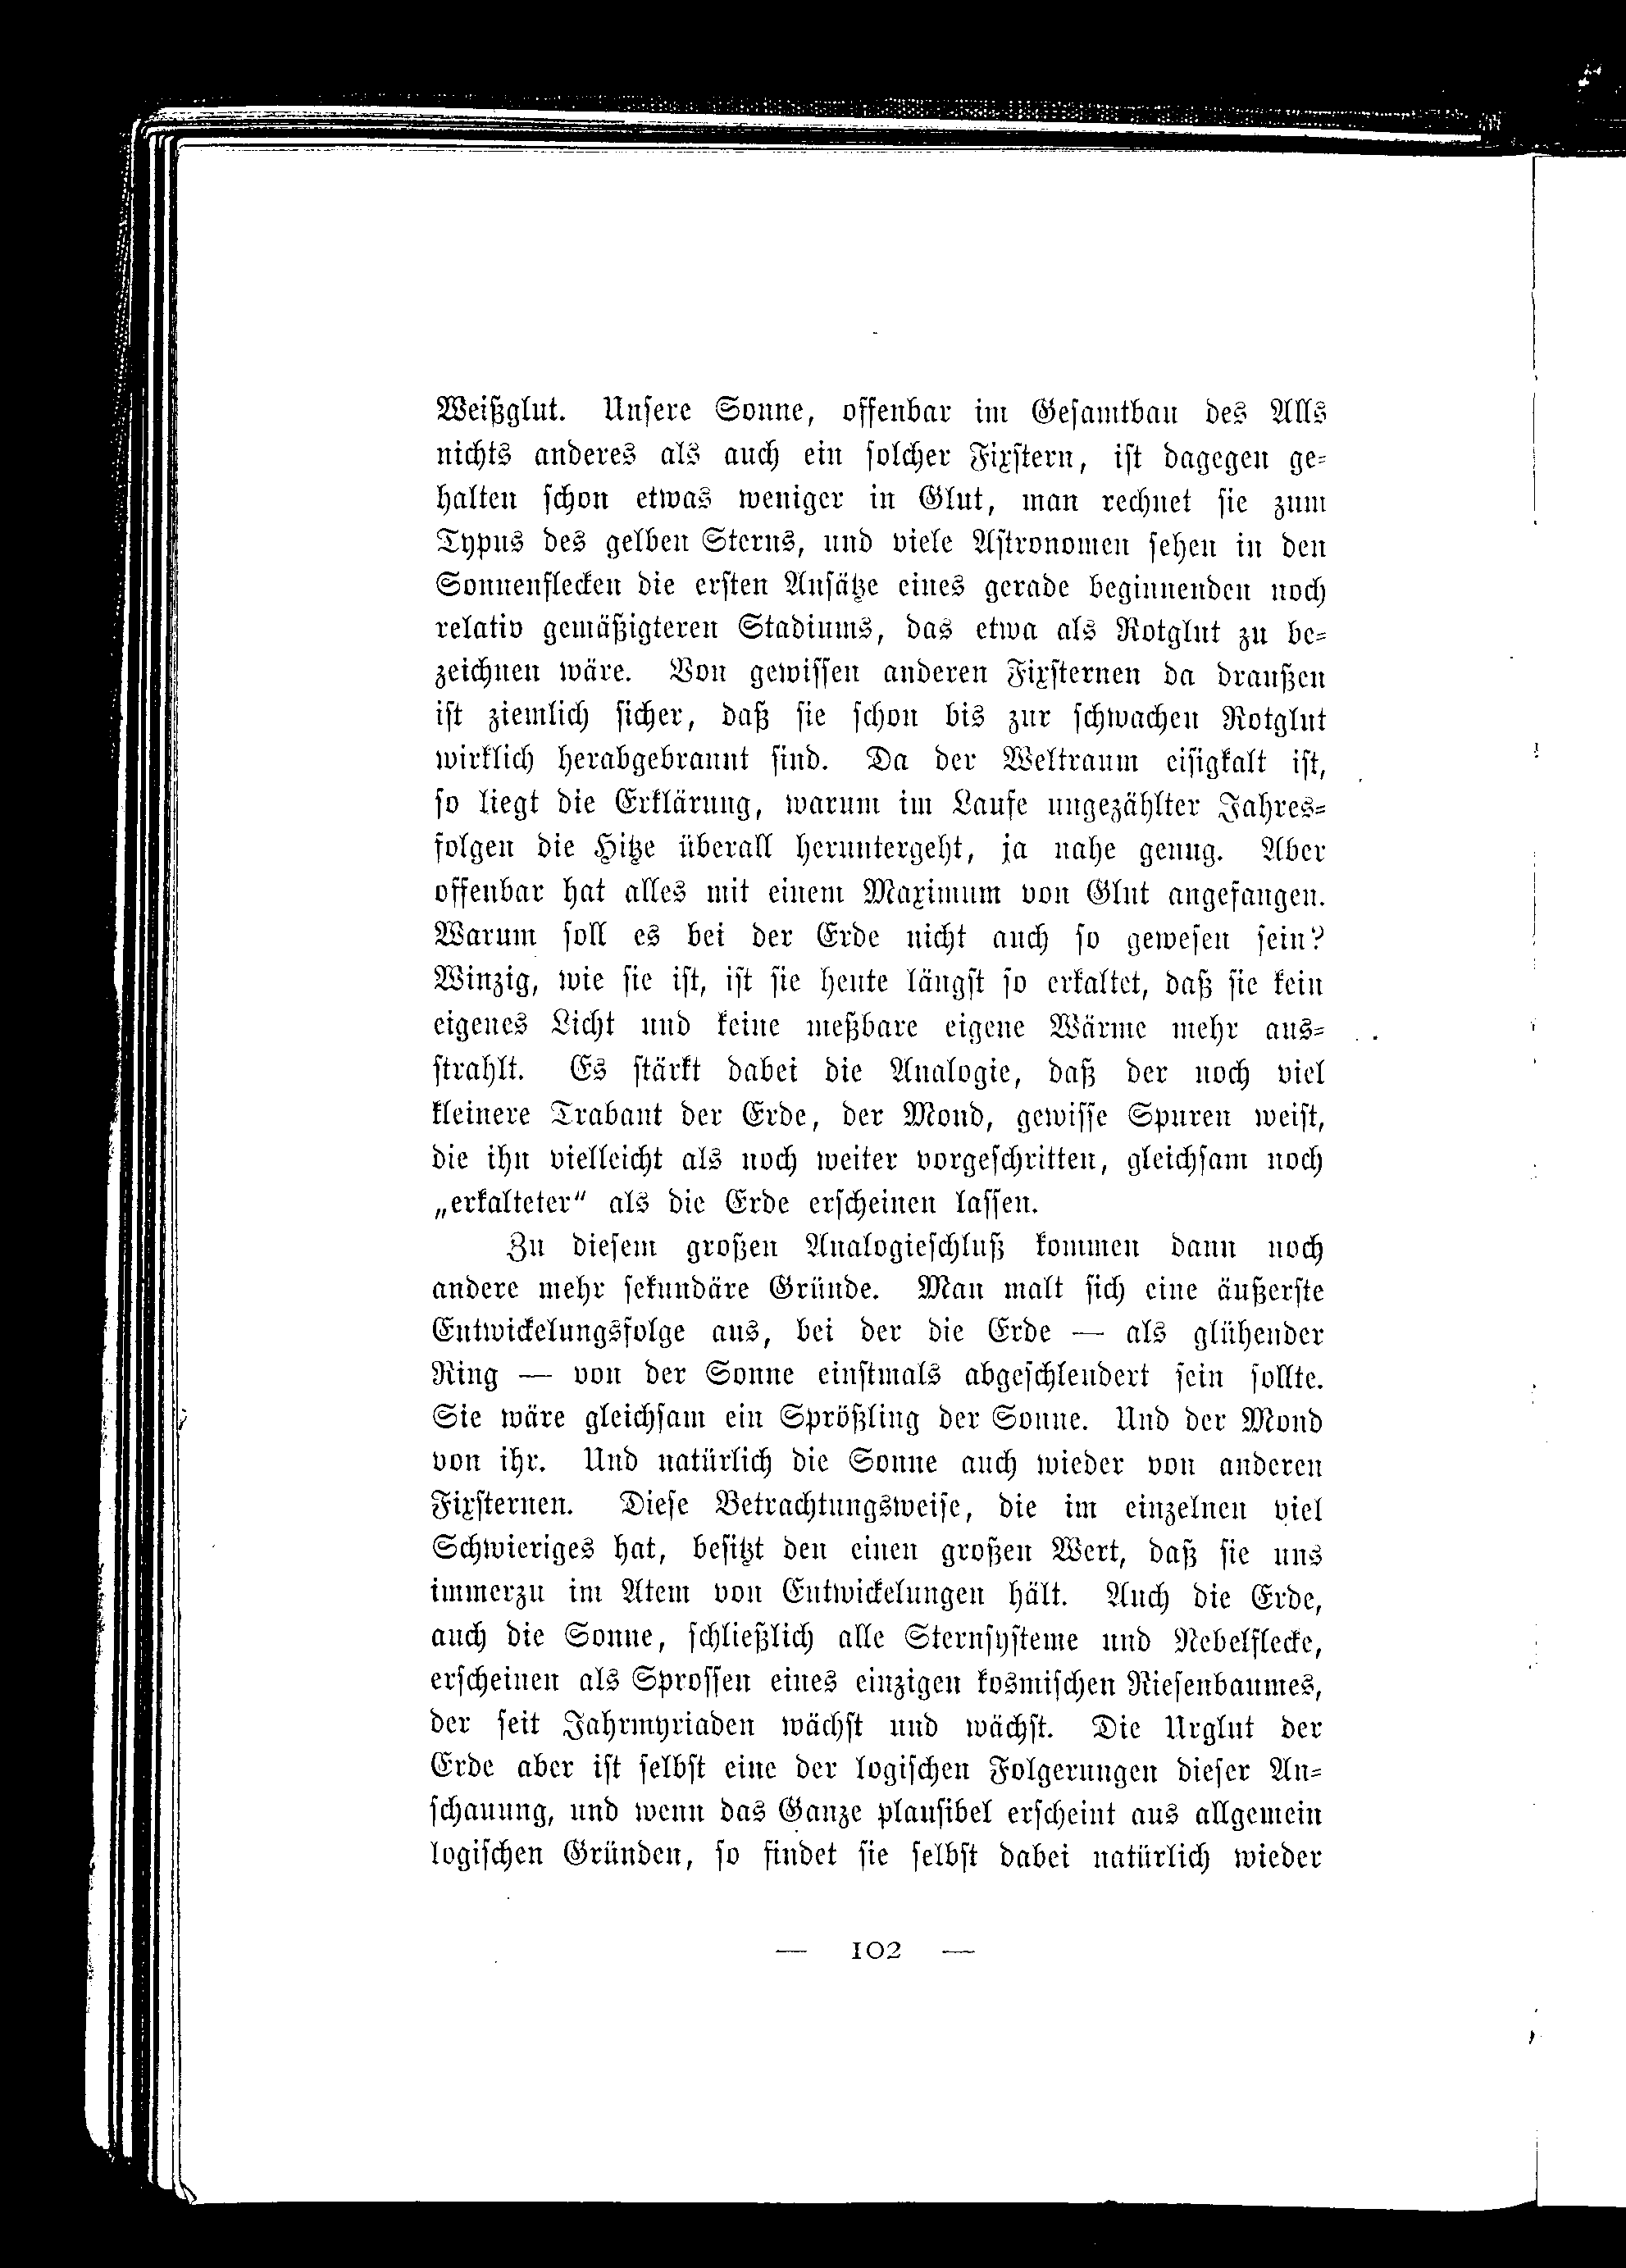 Weißglut. Unsere Sonne, offenbar im Gesamtbau des Alls
nichts anderes als auch ein solcher Fixstern, ist dagegen ge-
halten schon etwas weniger in Glut, man rechnet sie zum
Typus des gelben Sterns, und viele Astronomen sehen in den
Sonnenflecken die ersten Ansätze eines gerade beginnenden noch
relativ gemäßigteren Stadiums, das etwa als Rotglut zu be-
zeichnen wäre. Von gewissen anderen Fixsternen da draußen
ist ziemlich sicher, daß sie schon bis zur schwachen Rotglut
wirklich herabgebrannt sind. Da der Weltraum eisigkalt ist,
so liegt die Erklärung, warum im Laufe ungezählter Jahres-
folgen die Hitze überall heruntergeht, ja nahe genug. Aber
offenbar hat alles mit einem Maximum von Glut angefangen.
Warum soll es bei der Erde nicht auch so gewesen sein?
Winzig, wie sie ist, ist sie heute längst so erkaltet, daß sie kein
eigenes Licht und keine meßbare eigene Wärme mehr aus-
strahlt. Es stärkt dabei die Analogie, daß der noch viel
kleinere Trabant der Erde, der Mond, gewisse Spuren weist,
die ihn vielleicht als noch weiter vorgeschritten, gleichsam noch
„erkalteter“ als die Erde erscheinen lassen.
Zu diesem großen Analogieschluß kommen dann noch
andere mehr sekundäre Gründe. Man malt sich eine äußerste
Entwickelungsfolge aus, bei der die Erde — als glühender
Ring — von der Sonne einstmals abgeschleudert sein sollte.
Sie wäre gleichsam ein Sprößling der Sonne. Und der Mond
von ihr. Und natürlich die Sonne auch wieder von anderen
Fixsternen. Diese Betrachtungsweise, die im einzelnen viel
Schwieriges hat, besitzt den einen großen Wert, daß sie uns
immerzu im Atem von Entwickelungen hält. Auch die Erde,
auch die Sonne, schließlich alle Sternsysteme und Nebelflecke,
erscheinen als Sprossen eines einzigen kosmischen Riesenbaumes,
der seit Jahrmyriaden wächst und wächst. Die Urglut der
Erde aber ist selbst eine der logischen Folgerungen dieser An-
schauung, und wenn das Ganze plausibel erscheint aus allgemein
logischen Gründen, so findet sie selbst dabei natürlich wieder
— 102 —